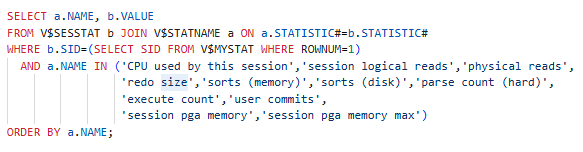 SELECT a.NAME, b.VALUE
FROM V$SESSTAT b JOIN V$STATNAME a ON a.STATISTIC#=b.STATISTIC#
WHERE b.SID=(SELECT SID FROM V$MYSTAT WHERE ROWNUM=1)
AND a.NAME IN ('CPU used by this session','session logical reads','physical reads',
'redo size','sorts (memory)','sorts (disk)','parse count (hard)',
'execute count','user commits',
'session pga memory','session pga memory max')
ORDER BY a.NAME;